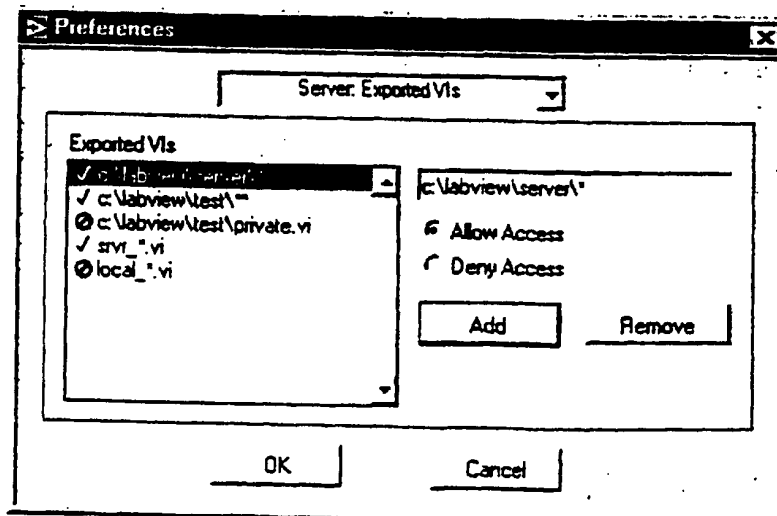 Preferences
Server: Exported VIs
Exported VIs
c:\labview\server\*
c:\labview\test\**
c:\labview\test\private.vi
srvr_*.vi
local_*.vi
c:\labview\server\*
Allow Access
Deny Access
Add
Remove
OK
Cancel